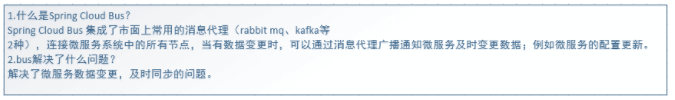 1.什么是Spring Cloud Bus?
Spring Cloud Bus 集成了市面上常用的消息代理（rabbit mq、kafka等
2种），连接微服务系统中的所有节点，当有数据变更时，可以通过消息代理广播通知微服务及时变更数据；例如微服务的配置更新。
2.bus解决了什么问题？
解决了微服务数据变更，及时同步的问题。